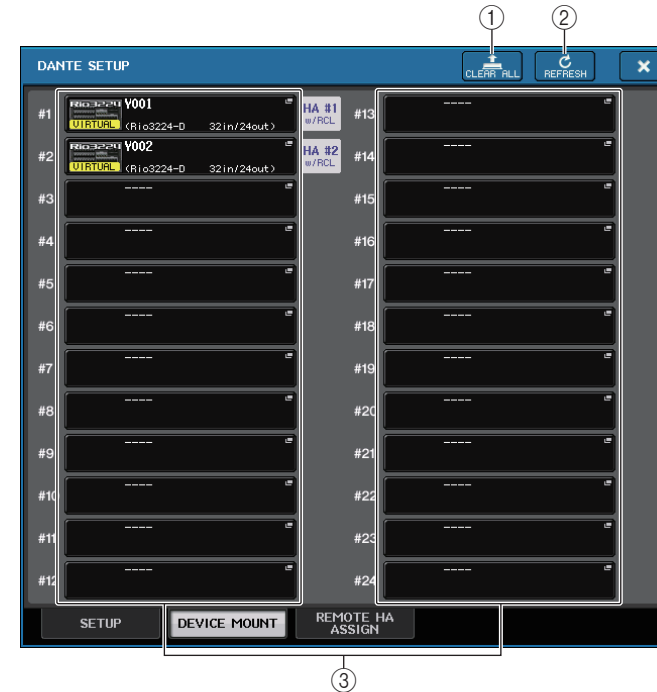 ① ②
DANTE SETUP CLEAR ALL REFRESH ×
#1 Rio3224 Y001 VIRTUAL (Rio3224-D 32in/24out) HA #1 w/RCL #13 ----
#2 Rio3224 Y002 VIRTUAL (Rio3224-D 32in/24out) HA #2 w/RCL #14 ----
#3 ---- #15 ----
#4 ---- #16 ----
#5 ---- #17 ----
#6 ---- #18 ----
#7 ---- #19 ----
#8 ---- #20 ----
#9 ---- #21 ----
#10 ---- #22 ----
#11 ---- #23 ----
#12 ---- #24 ----
SETUP DEVICE MOUNT REMOTE HA ASSIGN
③